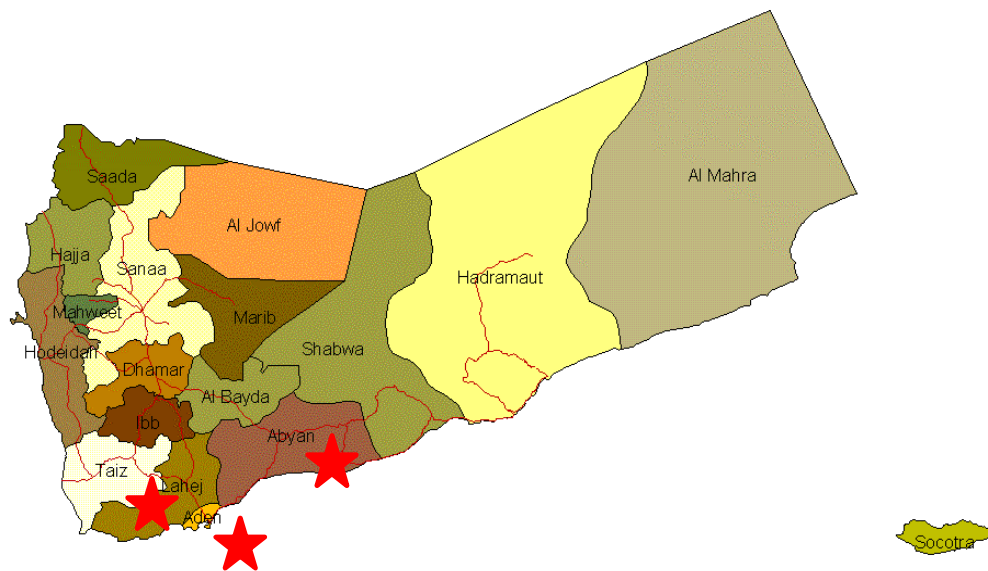 Saada
Al Mahra
Al Jowf
Hajja
Sanaa
Hadramaut
Mahweet
Marib
Hodeidah
Shabwa
Dhamar
Al Bayda
Ibb
Abyan
Taiz
Lahej
Aden
Socotra